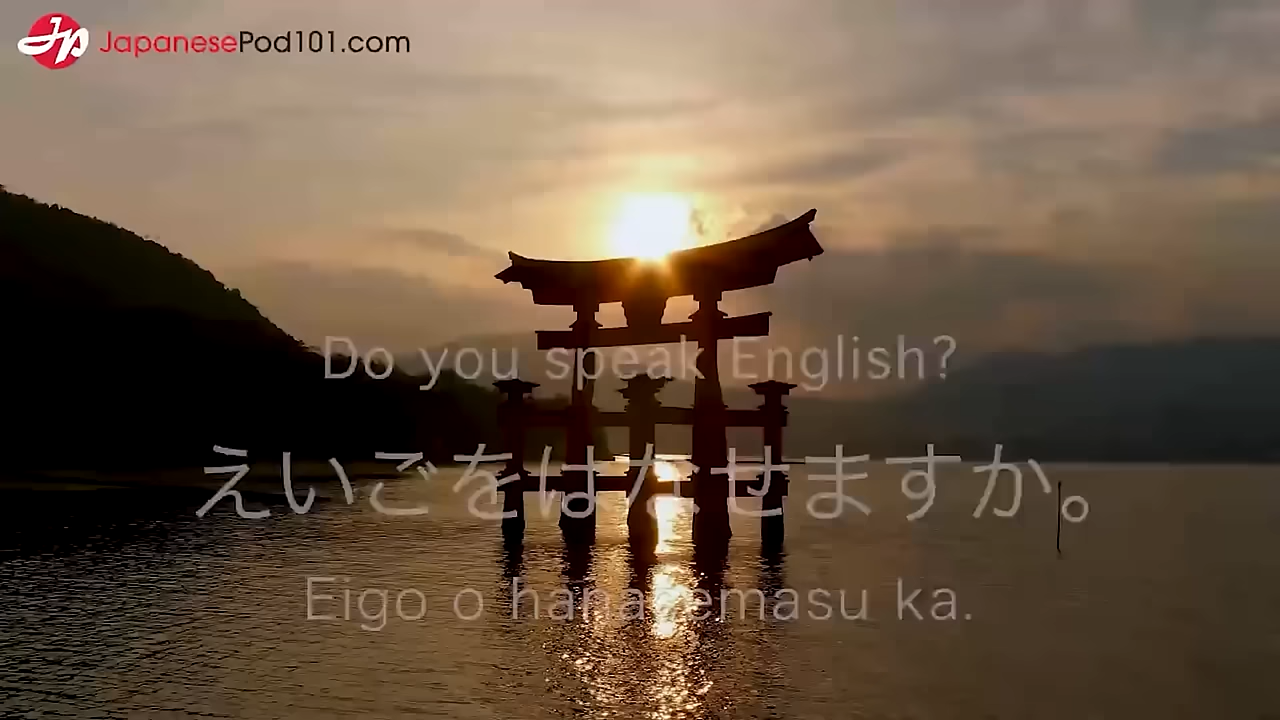 JapanesePod101.com
Do you speak English?
えいごをはなせますか。
Eigo o hanasemasu ka.